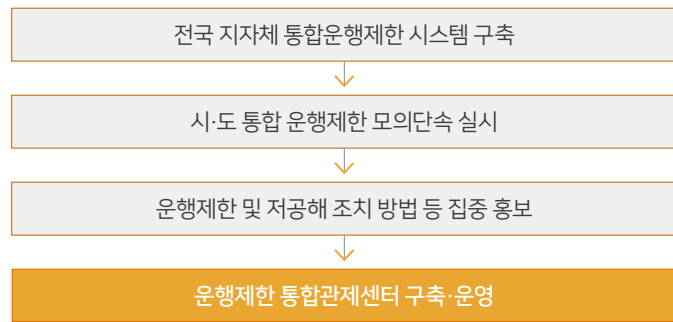 전국 지자체 통합운행제한 시스템 구축
시·도 통합 운행제한 모의단속 실시
운행제한 및 저공해 조치 방법 등 집중 홍보
운행제한 통합관제센터 구축·운영